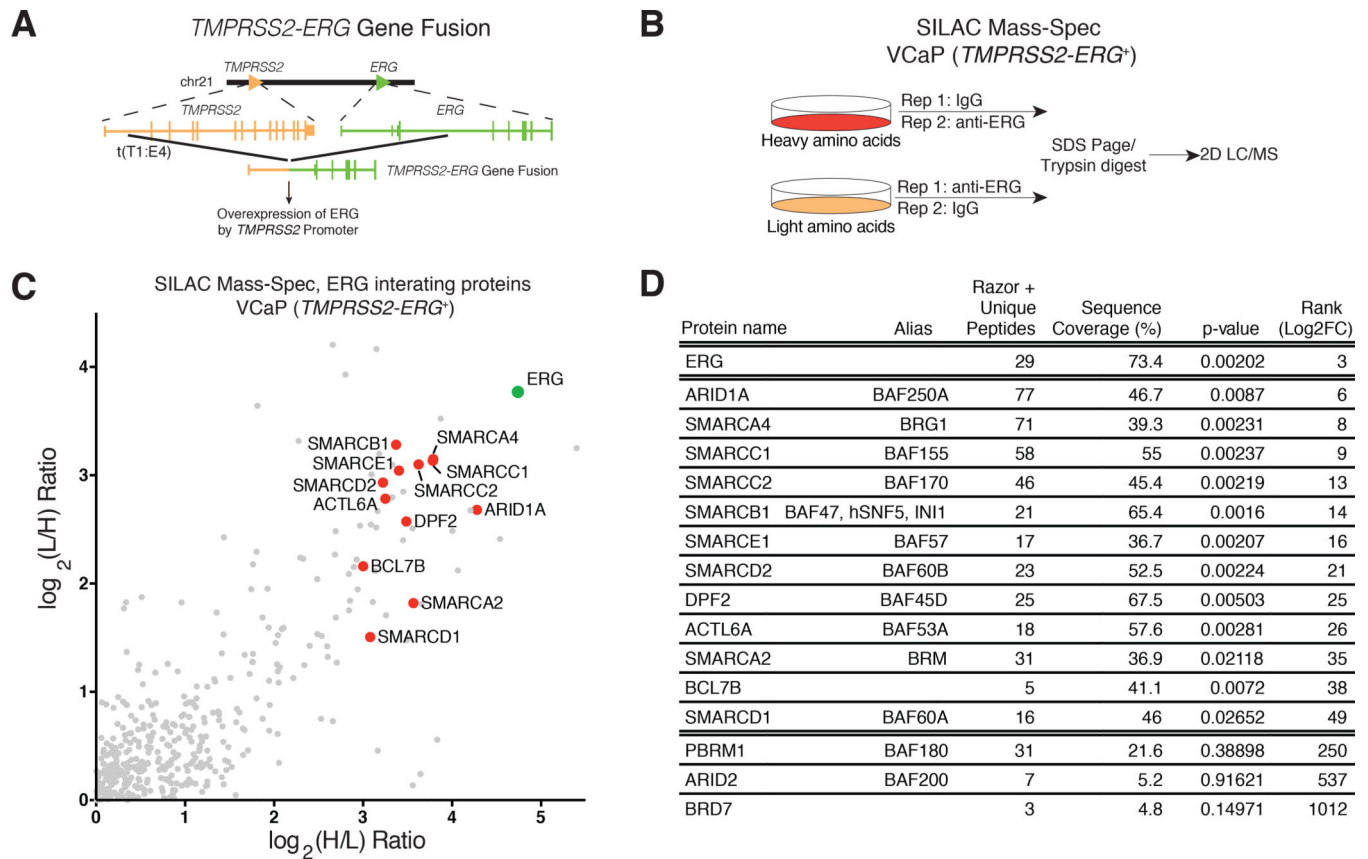 A
TMPRSS2-ERG Gene Fusion
TMPRSS2
ERG
chr21
TMPRSS2
ERG
t(T1:E4)
TMPRSS2-ERG Gene Fusion
Overexpression of ERG
by TMPRSS2 Promoter
B
SILAC Mass-Spec
VCaP (TMPRSS2-ERG+)
Rep 1: IgG
Rep 2: anti-ERG
Heavy amino acids
SDS Page/
Trypsin digest
2D LC/MS
Rep 1: anti-ERG
Rep 2: IgG
Light amino acids
C
SILAC Mass-Spec, ERG interating proteins
VCaP (TMPRSS2-ERG+)
log2(L/H) Ratio
4
3
2
1
0
ERG
SMARCB1
SMARCA4
SMARCE1
SMARCC1
SMARCD2
SMARCC2
ACTL6A
ARID1A
DPF2
BCL7B
SMARCA2
SMARCD1
0 1 2 3 4 5
log2(H/L) Ratio
D
Protein name Alias Razor + Unique Peptides Sequence Coverage (%) p-value Rank (Log2FC)
ERG 29 73.4 0.00202 3
ARID1A BAF250A 77 46.7 0.0087 6
SMARCA4 BRG1 71 39.3 0.00231 8
SMARCC1 BAF155 58 55 0.00237 9
SMARCC2 BAF170 46 45.4 0.00219 13
SMARCB1 BAF47, hSNF5, INI1 21 65.4 0.0016 14
SMARCE1 BAF57 17 36.7 0.00207 16
SMARCD2 BAF60B 23 52.5 0.00224 21
DPF2 BAF45D 25 67.5 0.00503 25
ACTL6A BAF53A 18 57.6 0.00281 26
SMARCA2 BRM 31 36.9 0.02118 35
BCL7B 5 41.1 0.0072 38
SMARCD1 BAF60A 16 46 0.02652 49
PBRM1 BAF180 31 21.6 0.38898 250
ARID2 BAF200 7 5.2 0.91621 537
BRD7 3 4.8 0.14971 1012